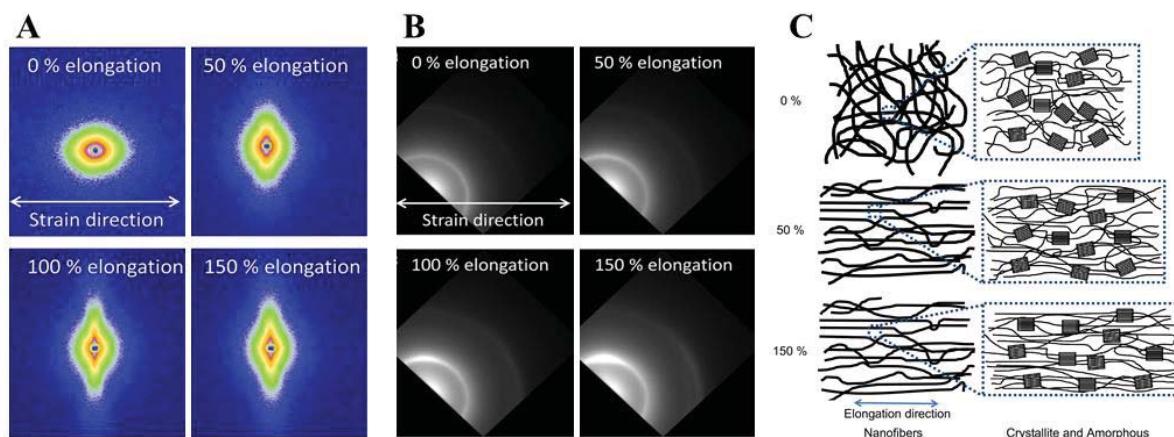 A
0 % elongation
50 % elongation
Strain direction
100 % elongation
150 % elongation
B
0 % elongation
50 % elongation
Strain direction
100 % elongation
150 % elongation
C
0 %
50 %
150 %
Elongation direction
Nanofibers
Crystallite and Amorphous